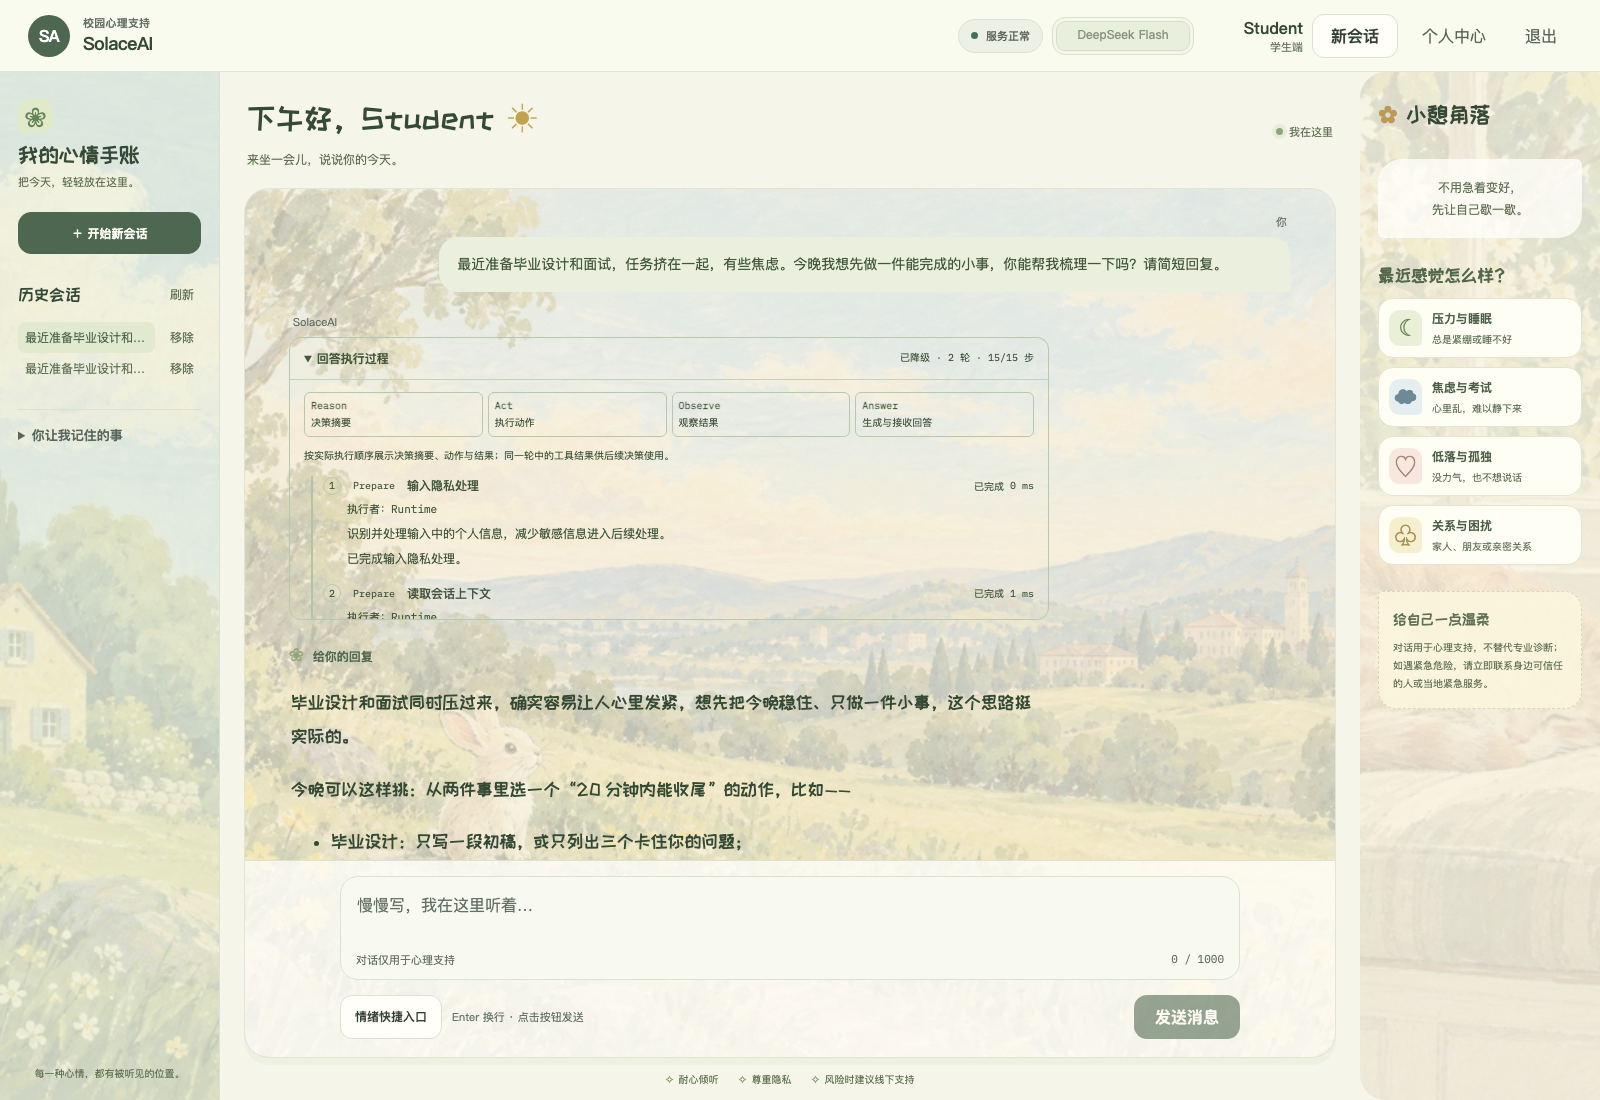 SA
校园心理支持
SolaceAI
服务正常
DeepSeek Flash
Student
学生端
新会话
个人中心
退出
我的心情手账
把今天，轻轻放在这里。
+ 开始新会话
历史会话
刷新
最近准备毕业设计和...
移除
最近准备毕业设计和...
移除
▶ 你让我记住的事
每一种心情，都有被听见的位置。
下午好，Student
来坐一会儿，说说你的今天。
我在这里
你
最近准备毕业设计和面试，任务挤在一起，有些焦虑。今晚我想先做一件能完成的小事，你能帮我梳理一下吗？请简短回复。
SolaceAI
▼ 回答执行过程
已降级 · 2 轮 · 15/15 步
Reason
决策摘要
Act
执行动作
Observe
观察结果
Answer
生成与接收回答
按实际执行顺序展示决策摘要、动作与结果；同一轮中的工具结果供后续决策使用。
1 Prepare 输入隐私处理
已完成 0 ms
执行者：Runtime
识别并处理输入中的个人信息，减少敏感信息进入后续处理。
已完成输入隐私处理。
2 Prepare 读取会话上下文
已完成 1 ms
执行者：Runtime
给你的回复
毕业设计和面试同时压过来，确实容易让人心里发紧，想先把今晚稳住、只做一件小事，这个思路挺
实际的。
今晚可以这样挑：从两件事里选一个“20 分钟内能收尾”的动作，比如——
• 毕业设计：只写一段初稿，或只列出三个卡住你的问题；
慢慢写，我在这里听着...
对话仅用于心理支持
0 / 1000
情绪快捷入口
Enter 换行 · 点击按钮发送
发送消息
✧ 耐心倾听
✧ 尊重隐私
✧ 风险时建议线下支持
小憩角落
不用急着变好，
先让自己歇一歇。
最近感觉怎么样？
压力与睡眠
总是紧绷或睡不好
焦虑与考试
心里乱，难以静下来
低落与孤独
没力气，也不想说话
关系与困扰
家人、朋友或亲密关系
给自己一点温柔
对话用于心理支持，不替代专业诊断；
如遇紧急危险，请立即联系身边可信任
的人或当地紧急服务。